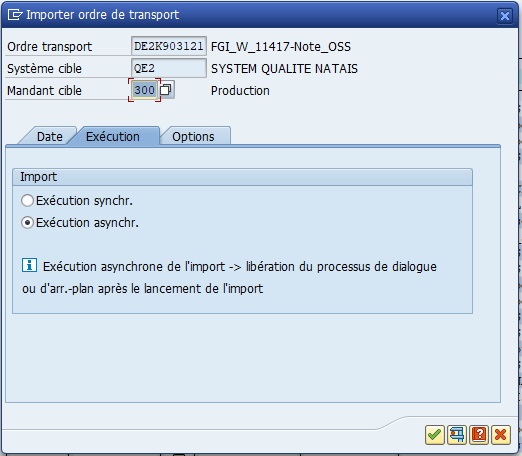 Importer ordre de transport
Ordre transport DE2K903121 FGI_W_11417-Note_OSS
Système cible QE2 SYSTEM QUALITE NATAIS
Mandant cible 300 Production
Date Exécution Options
Import
Exécution synchr.
Exécution asynchr.
Exécution asynchrone de l'import -> libération du processus de dialogue
ou d'arr.-plan après le lancement de l'import